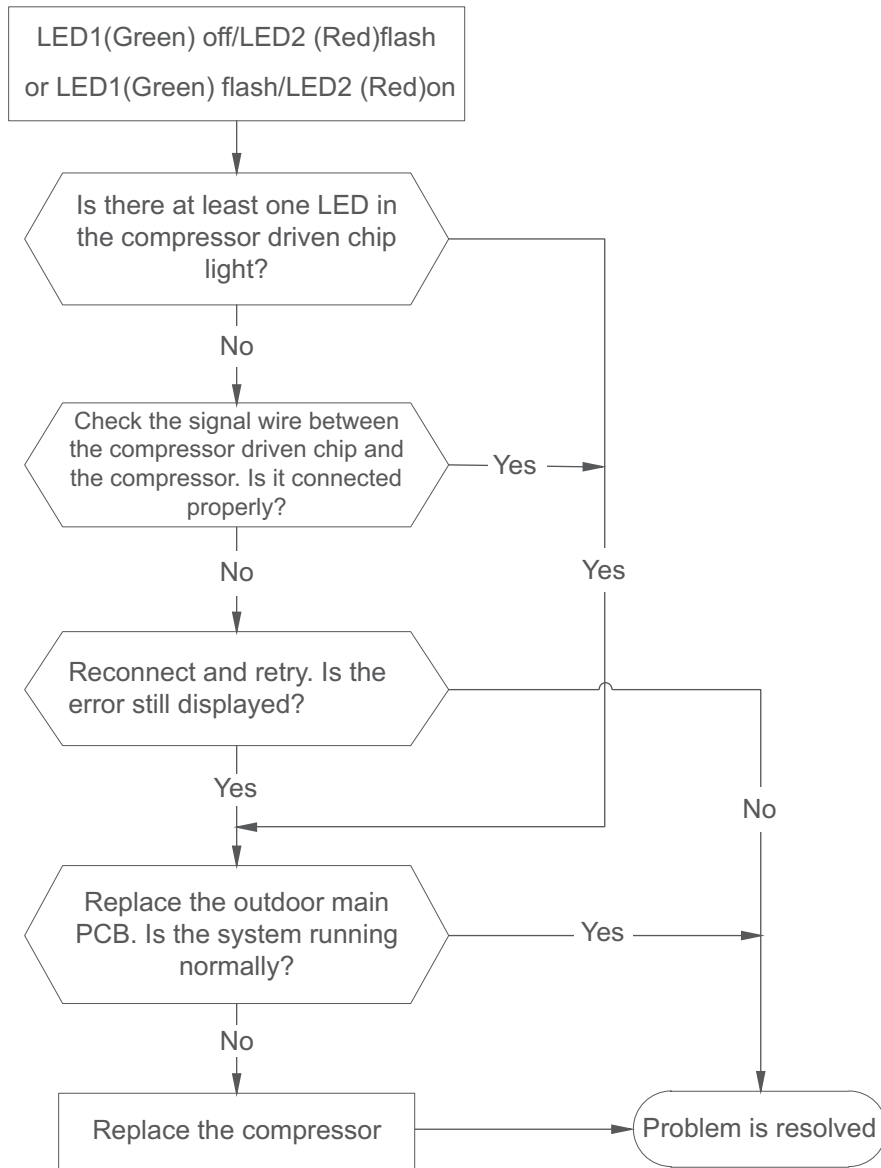 LED1(Green) off/LED2 (Red)flash
or LED1(Green) flash/LED2 (Red)on
Is there at least one LED in
the compressor driven chip
light?
No
Check the signal wire between
the compressor driven chip and
the compressor. Is it connected
properly?
Yes
No
Yes
Reconnect and retry. Is the
error still displayed?
Yes
No
Replace the outdoor main
PCB. Is the system running
normally?
Yes
No
Replace the compressor
Problem is resolved